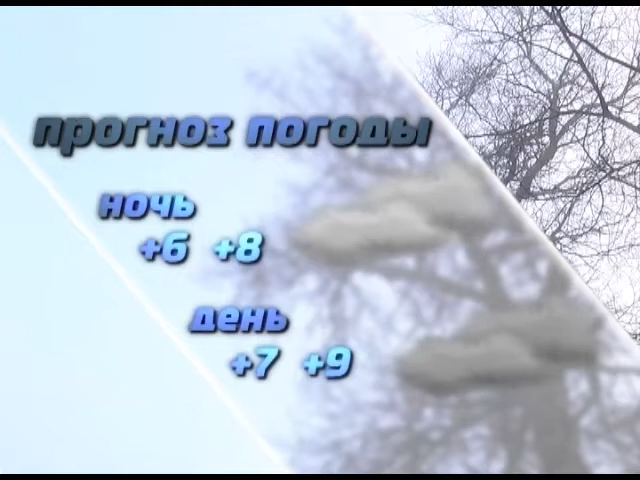 прогноз погоды
ночь
+6 +8
день
+7 +9